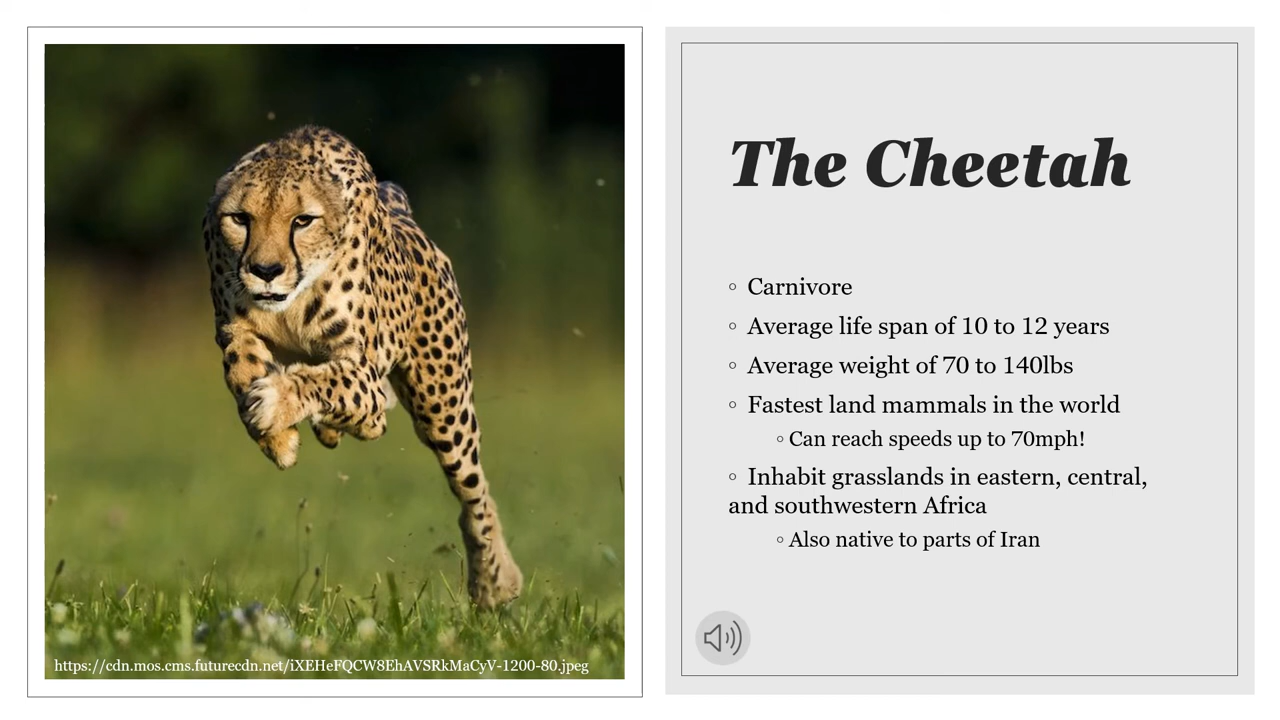 The Cheetah
◦ Carnivore
◦ Average life span of 10 to 12 years
◦ Average weight of 70 to 140lbs
◦ Fastest land mammals in the world
◦ Can reach speeds up to 70mph!
◦ Inhabit grasslands in eastern, central,
and southwestern Africa
◦ Also native to parts of Iran
https://cdn.mos.cms.futurecdn.net/iXEHeFQCW8EhAVSRkMaCyV-1200-80.jpeg